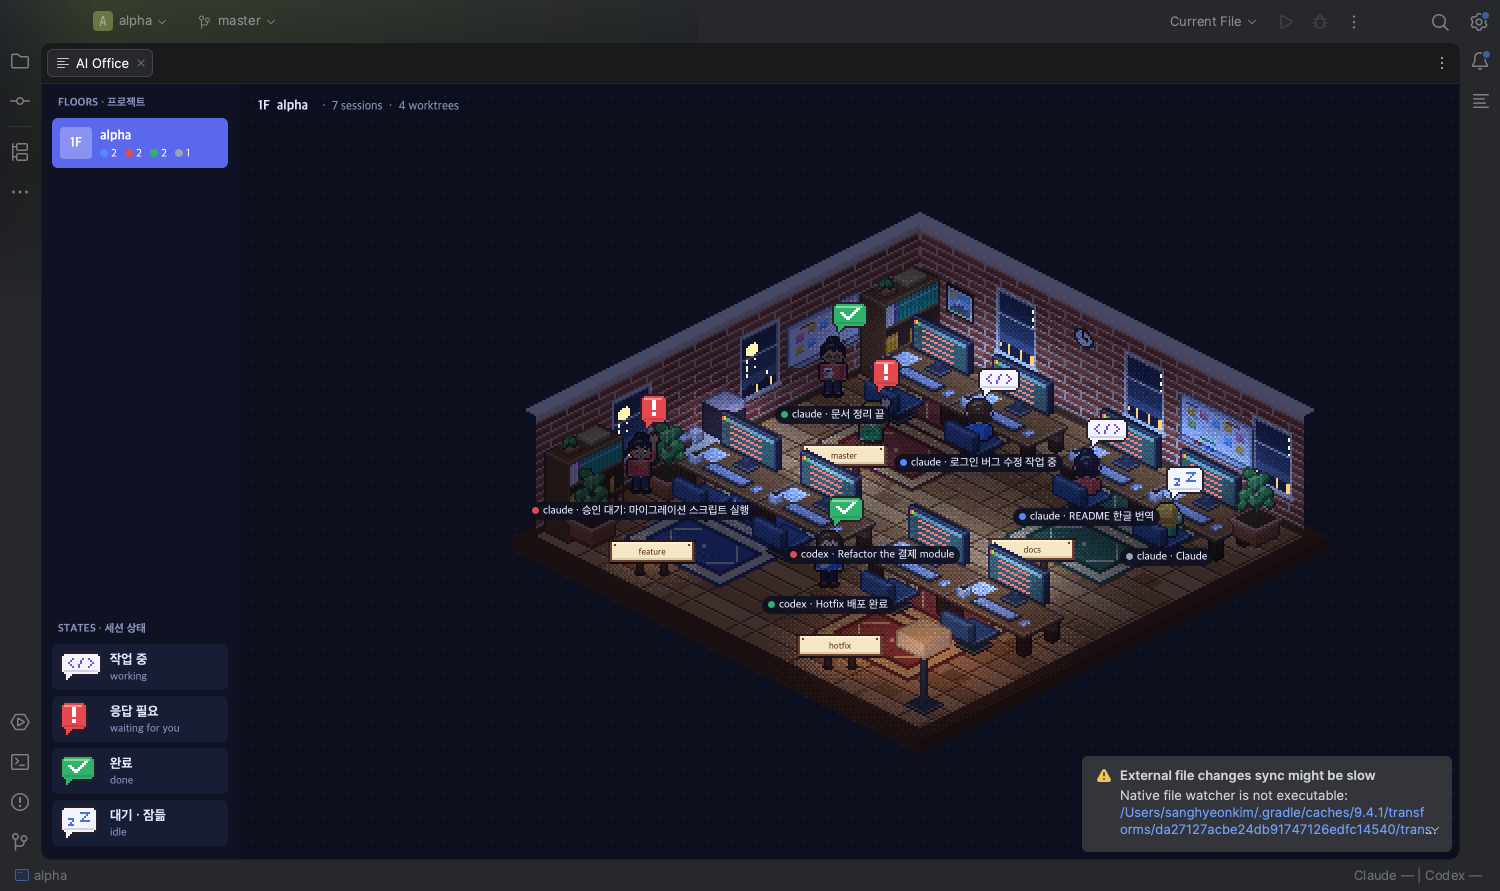 A alpha master Current File
AI Office
FLOORS · 프로젝트
1F alpha · 7 sessions · 4 worktrees
1F alpha
2 2 2 1
claude · 문서 정리 끝
master
claude · 로그인 버그 수정 작업 중
claude · 승인 대기: 마이그레이션 스크립트 실행
claude · README 한글 번역
feature
codex · Refactor the 결제 module
docs
claude · Claude
codex · Hotfix 배포 완료
hotfix
STATES · 세션 상태
작업 중
working
응답 필요
waiting for you
완료
done
대기 · 잠듦
idle
External file changes sync might be slow
Native file watcher is not executable:
/Users/sanghyeonkim/.gradle/caches/9.4.1/transf
orms/da27127acbe24db91747126edfc14540/trans
alpha
Claude — | Codex —